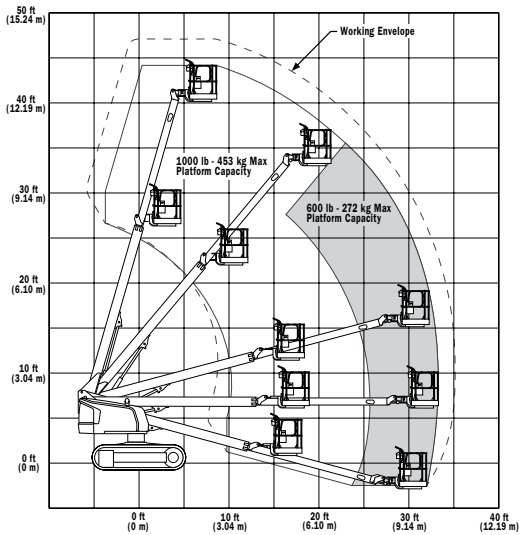 50 ft
(15.24 m)
Working Envelope
40 ft
(12.19 m)
1000 lb - 453 kg Max
Platform Capacity
30 ft
(9.14 m)
600 lb - 272 kg Max
Platform Capacity
20 ft
(6.10 m)
10 ft
(3.04 m)
0 ft
(0 m)
0 ft
(0 m)
10 ft
(3.04 m)
20 ft
(6.10 m)
30 ft
(9.14 m)
40 ft
(12.19 m)